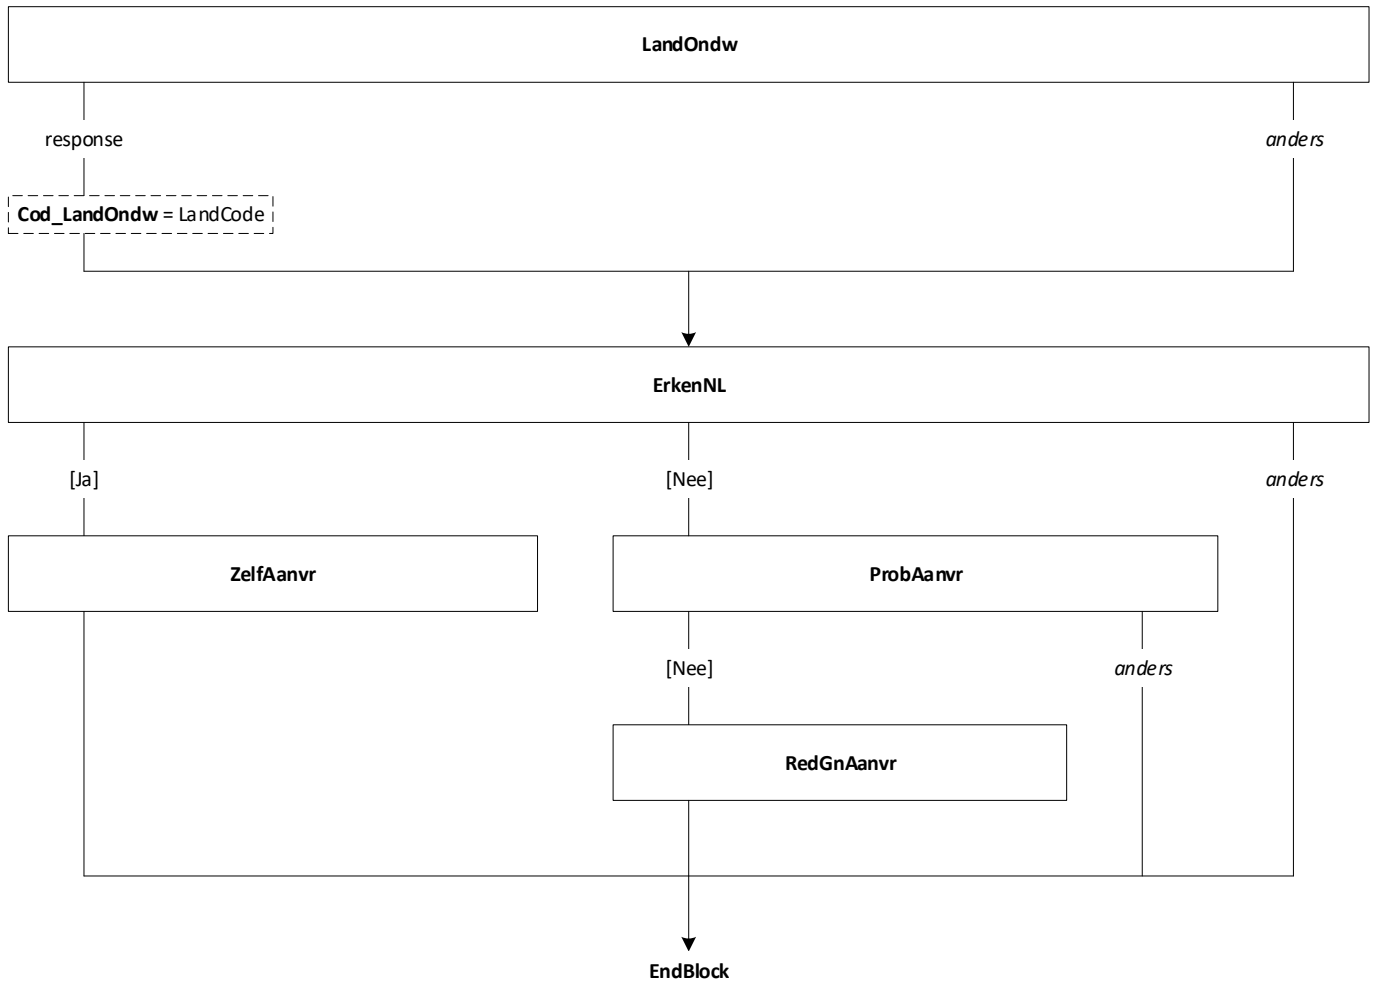 LandOndw
response
anders
Cod_LandOndw = LandCode
ErkenNL
[Ja]
[Nee]
anders
ZelfAanvr
ProbAanvr
[Nee]
anders
RedGnAanvr
EndBlock